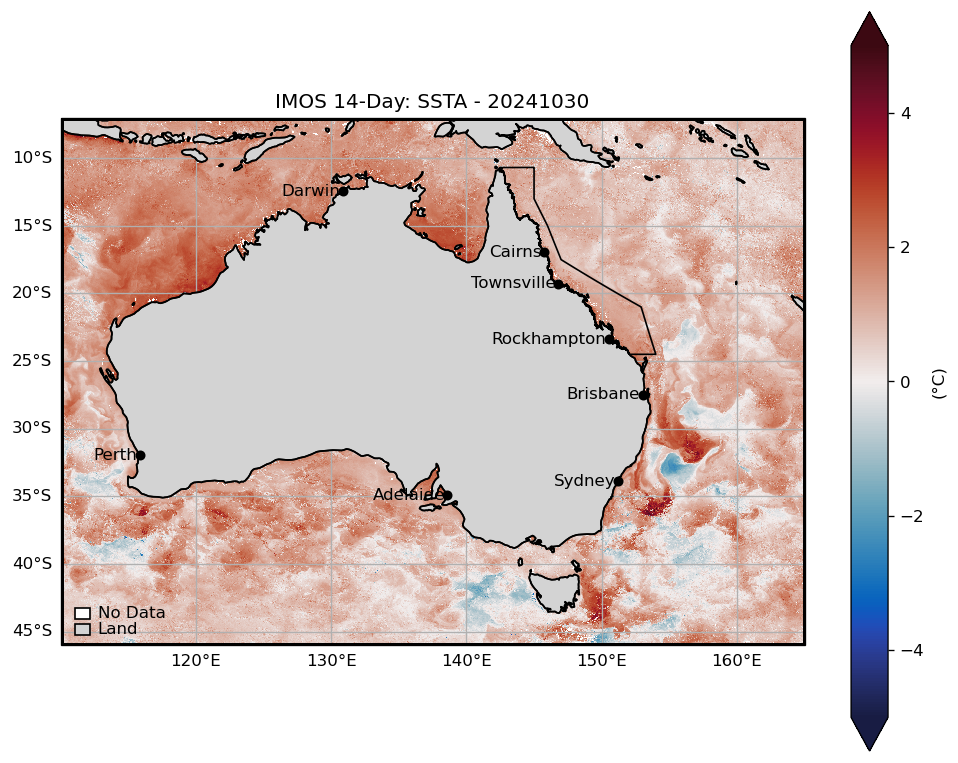 IMOS 14-Day: SSTA - 20241030
10°S
15°S
20°S
25°S
30°S
35°S
40°S
45°S
Darwin
Cairns
Townsville
Rockhampton
Brisbane
Perth
Sydney
Adelaide
No Data
Land
120°E
130°E
140°E
150°E
160°E
4
2
0
−2
−4
(°C)